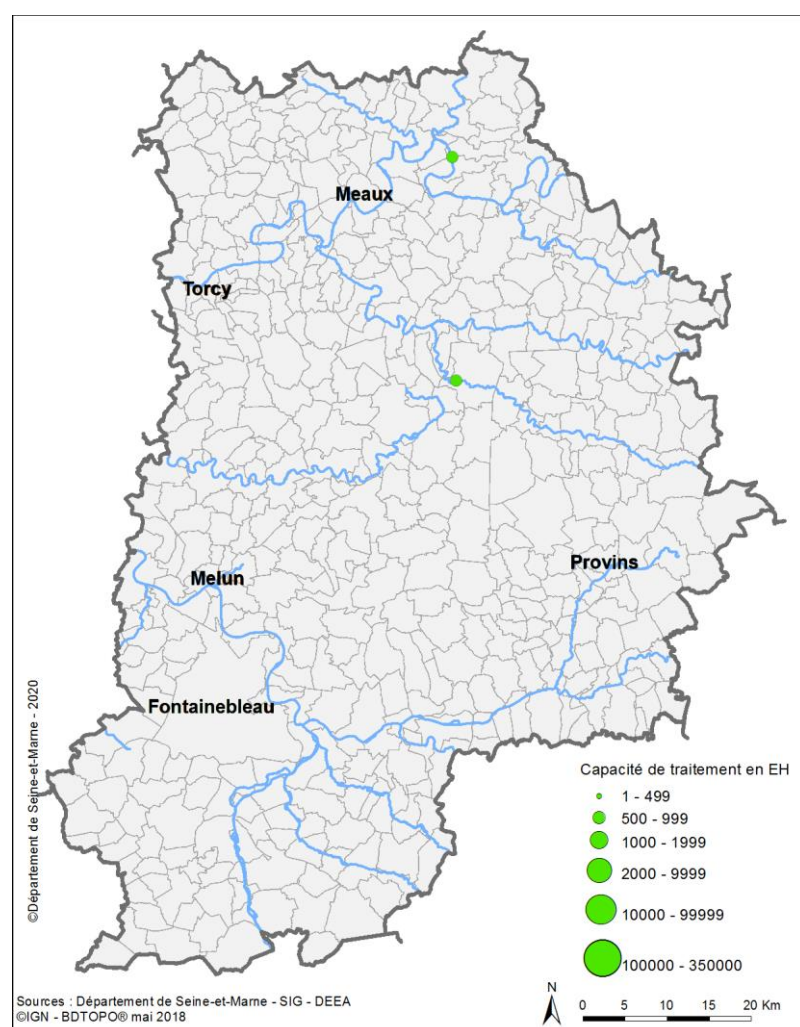 Meaux
Torcy
Provins
Melun
Fontainebleau
©Département de Seine-et-Marne - 2020
Capacité de traitement en EH
1 - 499
500 - 999
1000 - 1999
2000 - 9999
10000 - 99999
100000 - 350000
Sources : Département de Seine-et-Marne - SIG - DEEA
©IGN - BDTOPO® mai 2018
N
0 5 10 15 20 Km